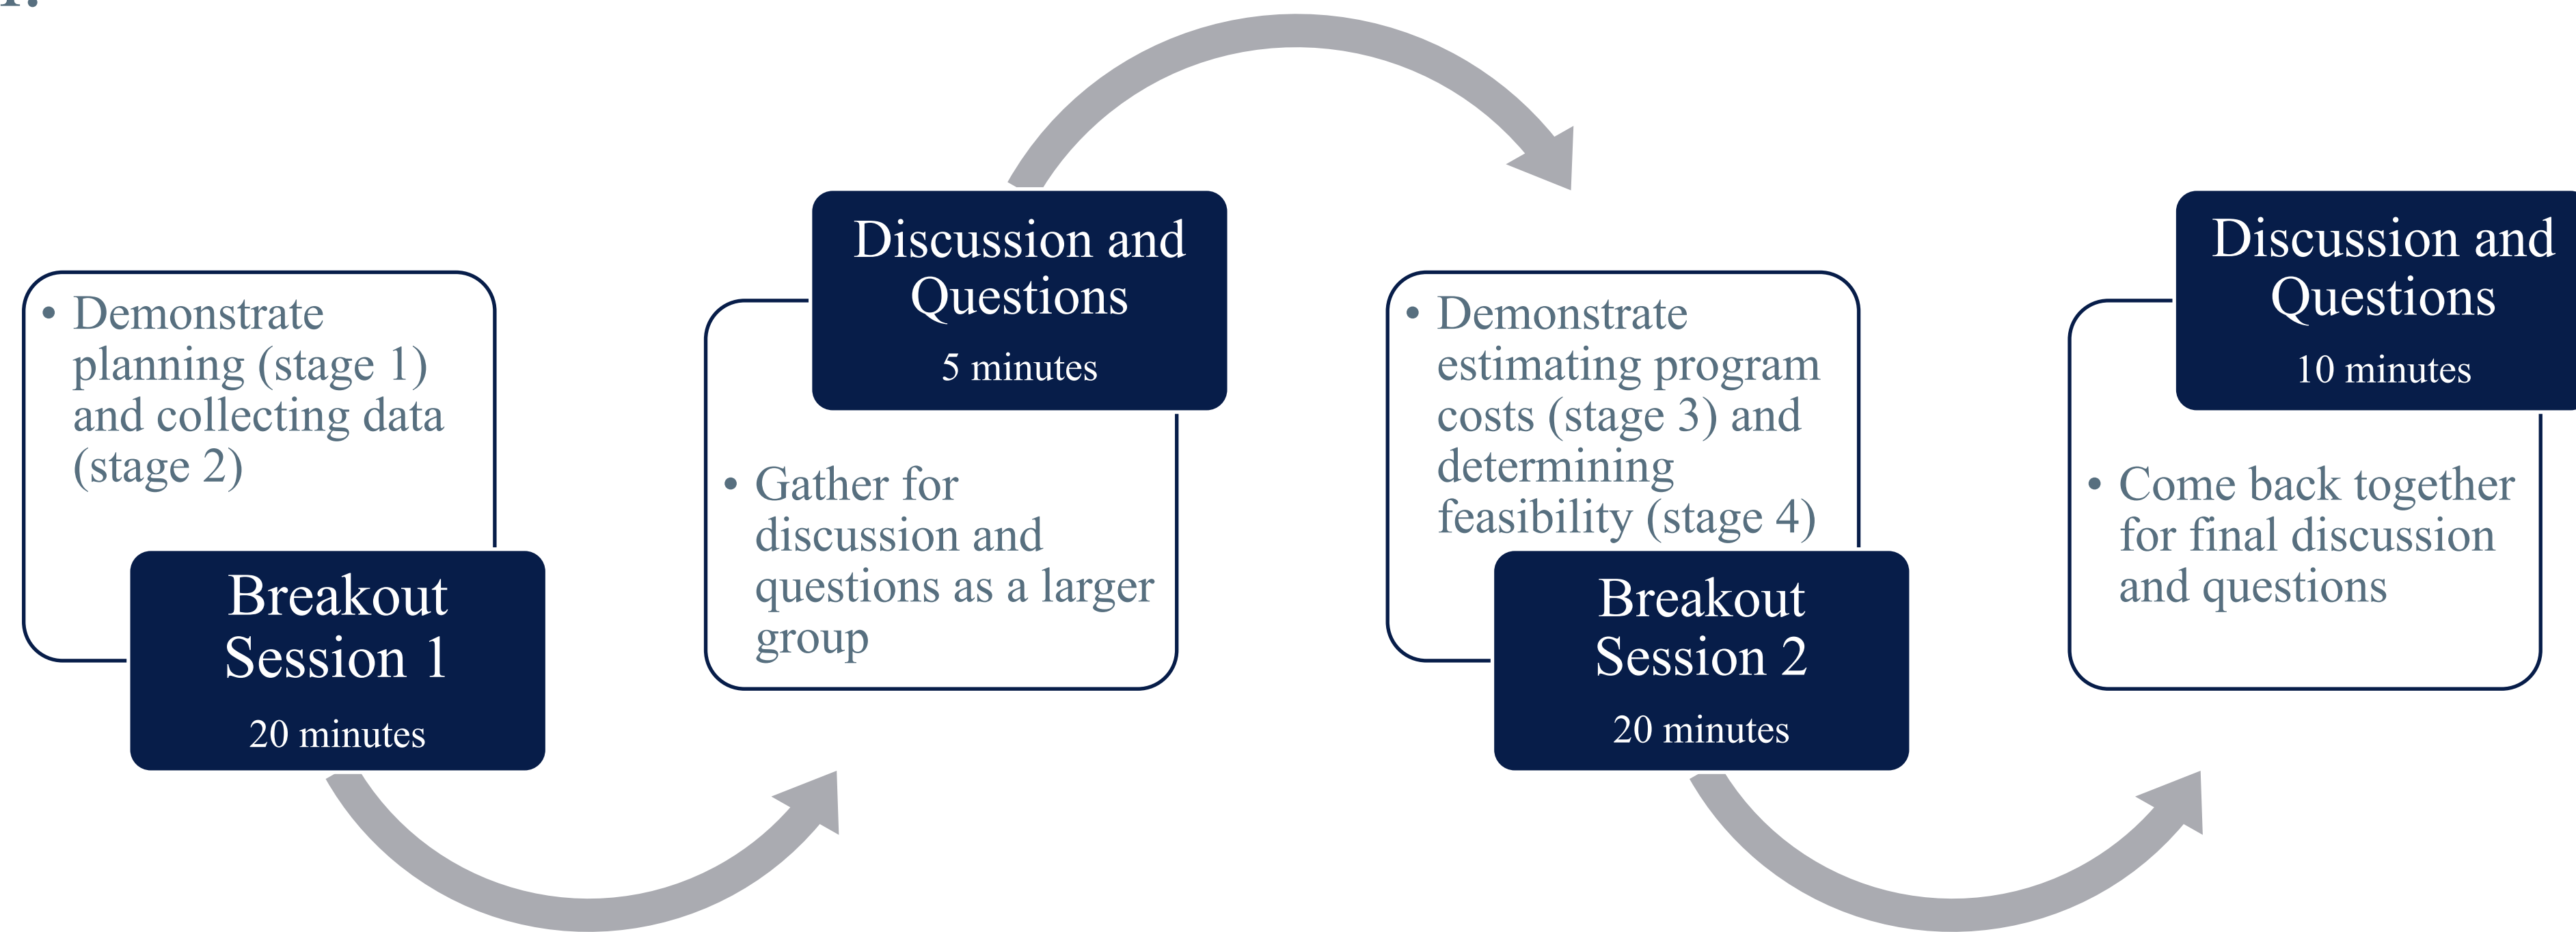 • Demonstrate
planning (stage 1)
and collecting data
(stage 2)
Breakout
Session 1
20 minutes
Discussion and
Questions
5 minutes
• Gather for
discussion and
questions as a larger
group
• Demonstrate
estimating program
costs (stage 3) and
determining
feasibility (stage 4)
Breakout
Session 2
20 minutes
Discussion and
Questions
10 minutes
• Come back together
for final discussion
and questions